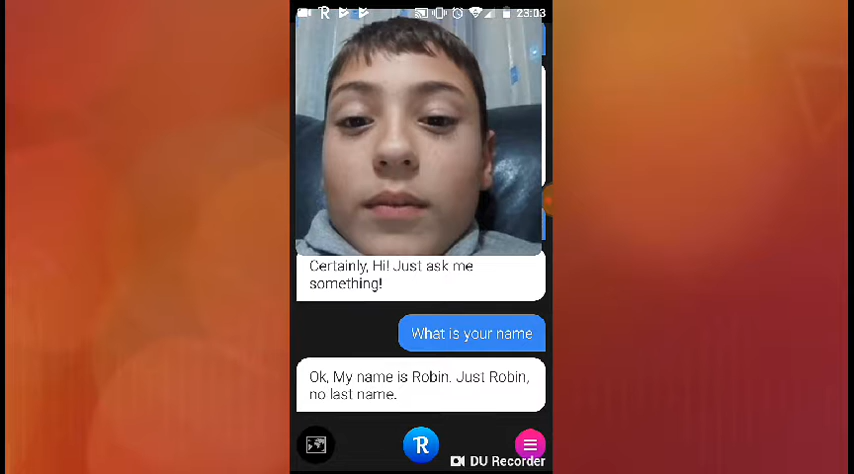 23:03
Certainly, Hi! Just ask me
something!
What is your name
Ok, My name is Robin. Just Robin,
no last name.
R
DU Recorder